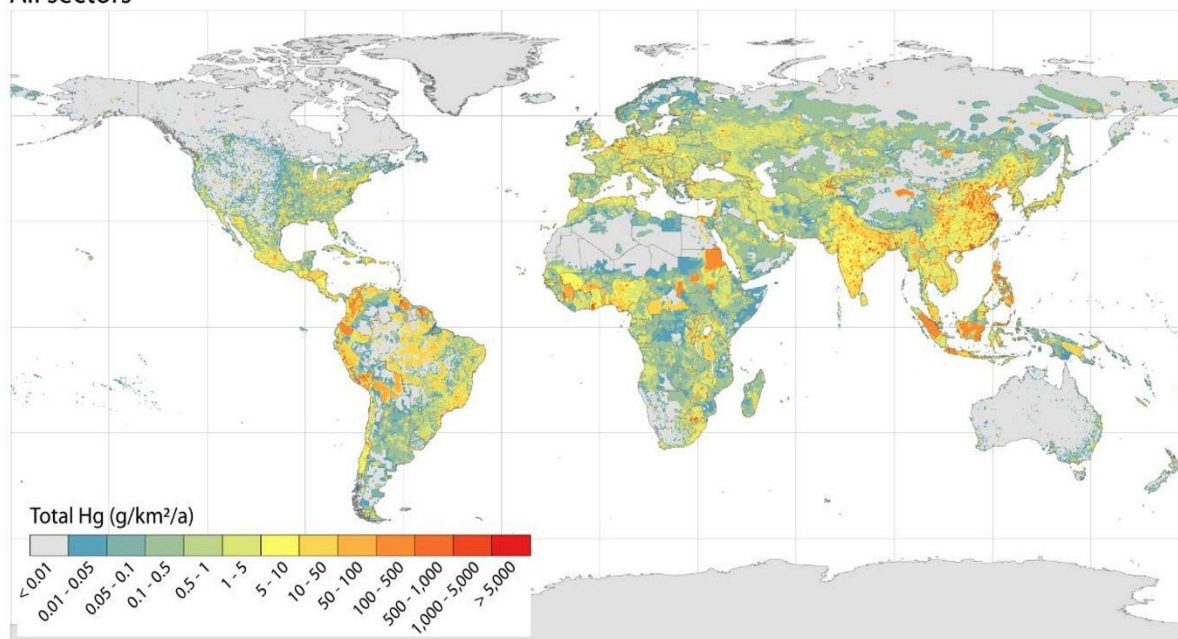 All sectors
Total Hg (g/km²/a)
< 0.01
0.01 - 0.05
0.05 - 0.1
0.1 - 0.5
0.5 - 1
1 - 5
5 - 10
10 - 50
50 - 100
100 - 500
500 - 1,000
1,000 - 5,000
> 5,000